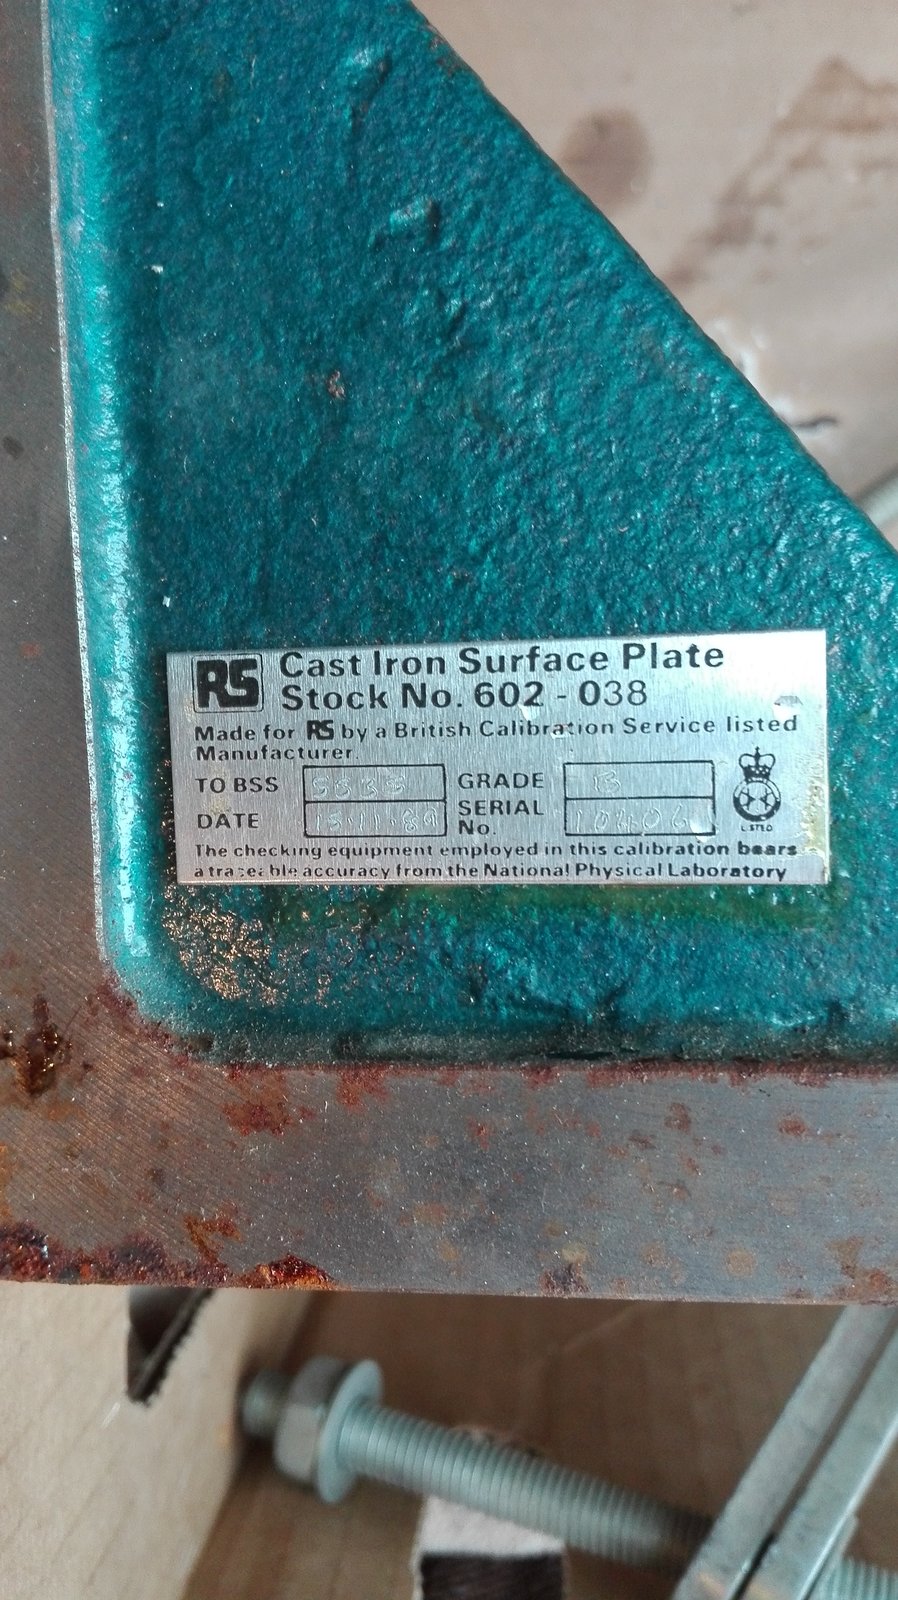 RS Cast Iron Surface Plate
Stock No. 602 - 038
Made for RS by a British Calibration Service listed
Manufacturer.
TO BSS 5535 GRADE B
DATE SERIAL
No.
LISTED
The checking equipment employed in this calibration bears
a traceable accuracy from the National Physical Laboratory